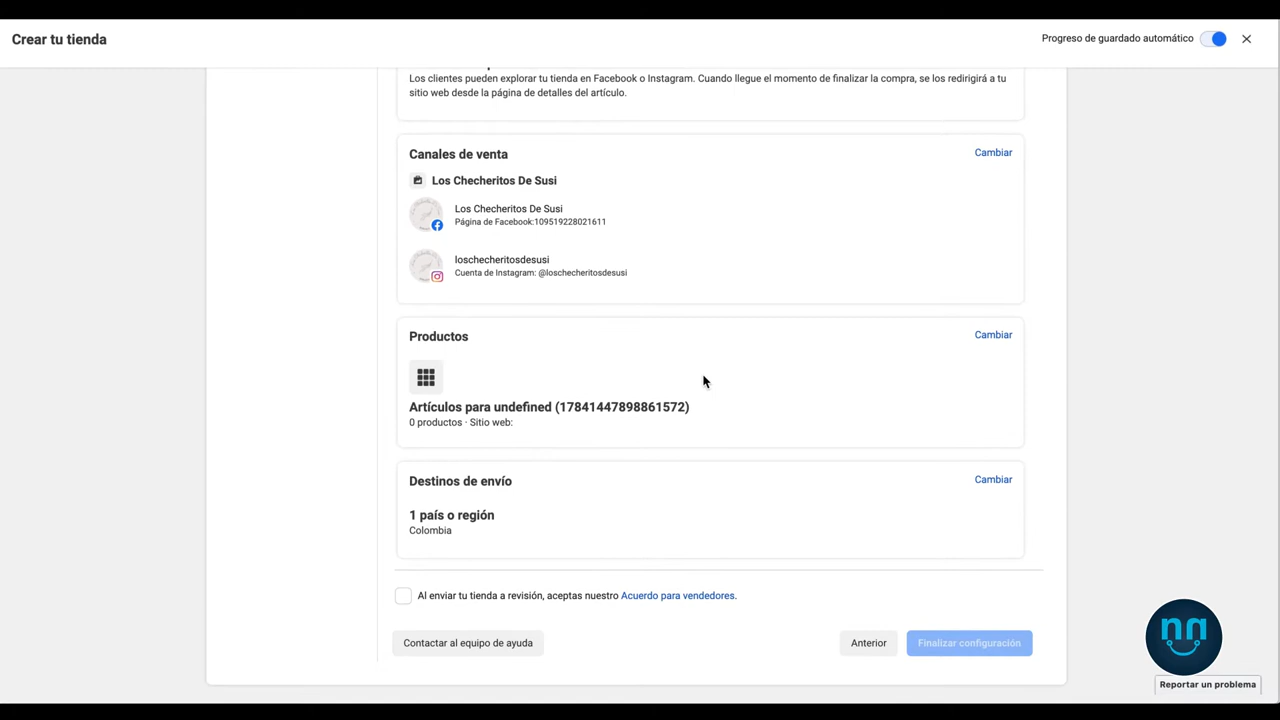 Crear tu tienda
Progreso de guardado automático
Los clientes pueden explorar tu tienda en Facebook o Instagram. Cuando llegue el momento de finalizar la compra, se los redirigirá a tu
sitio web desde la página de detalles del artículo.
Canales de venta
Cambiar
Los Checheritos De Susi
Los Checheritos De Susi
Página de Facebook:109519228021611
loschecheritosdesusi
Cuenta de Instagram: @loschecheritosdesusi
Productos
Cambiar
Artículos para undefined (17841447898861572)
0 productos · Sitio web:
Destinos de envío
Cambiar
1 país o región
Colombia
Al enviar tu tienda a revisión, aceptas nuestro Acuerdo para vendedores.
Contactar al equipo de ayuda
Anterior
Finalizar configuración
Reportar un problema